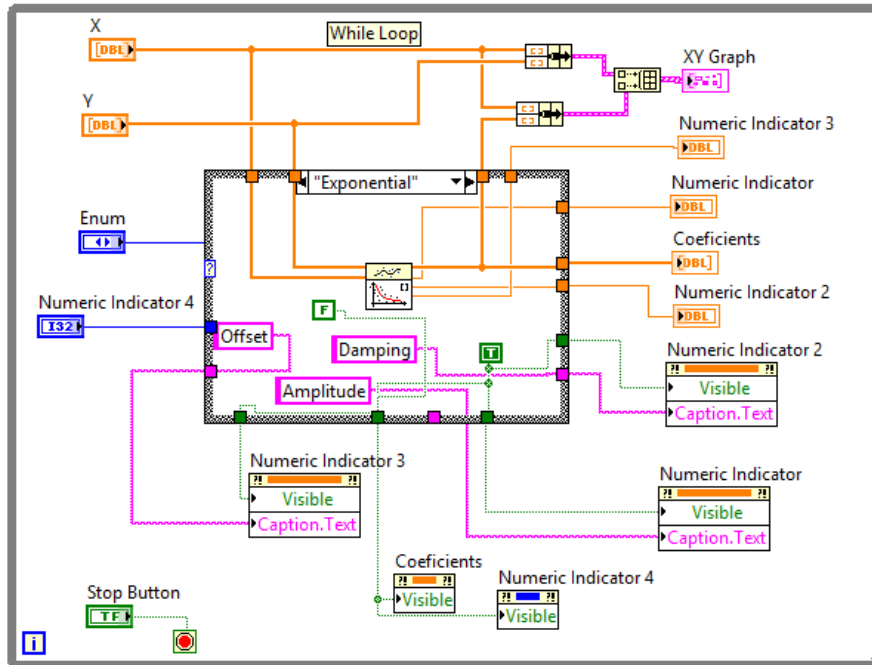 X
DBL
While Loop
XY Graph
Y
DBL
Numeric Indicator 3
DBL
"Exponential"
Numeric Indicator
DBL
Enum
?
Coeficients
DBL
Numeric Indicator 4
I32
F
Numeric Indicator 2
DBL
Offset
Damping
T
Numeric Indicator 2
?! ?!
Visible
Caption.Text
Amplitude
Numeric Indicator 3
?! ?!
Visible
Caption.Text
Numeric Indicator
?! ?!
Visible
Caption.Text
Coeficients
?! ?!
Visible
Numeric Indicator 4
?! ?!
Visible
Stop Button
TF
i